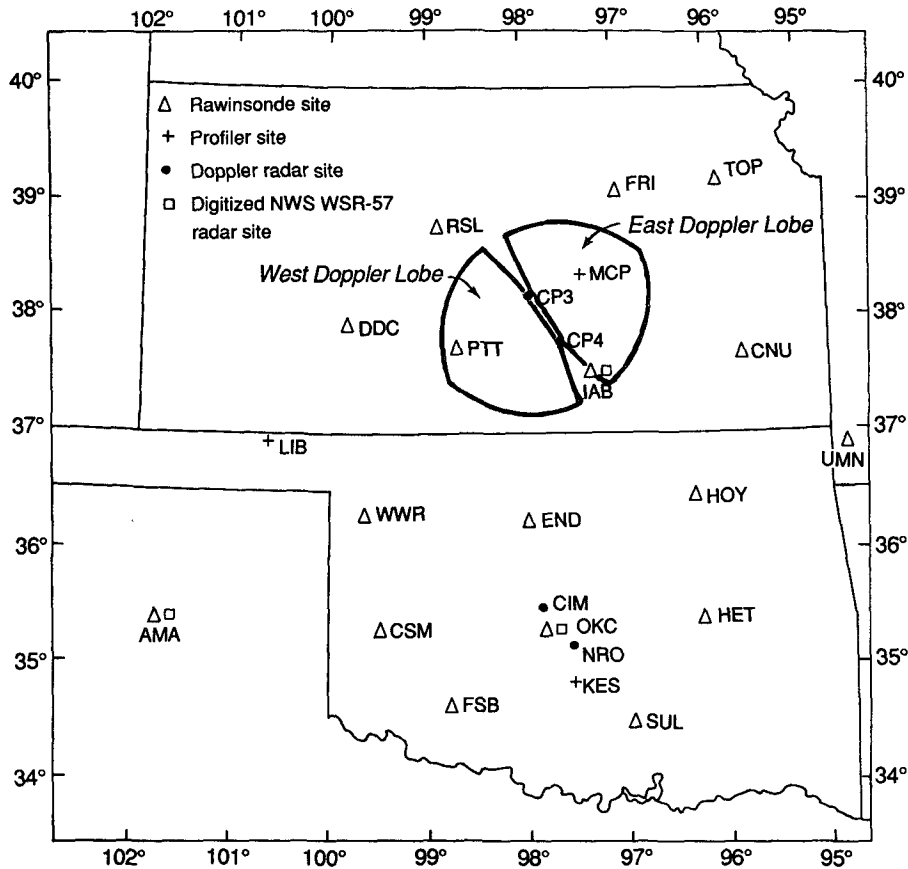 102° 101° 100° 99° 98° 97° 96° 95°
40° 40°
△ Rawinsonde site
+ Profiler site
● Doppler radar site
□ Digitized NWS WSR-57
radar site
39° 39°
FRI TOP
RSL East Doppler Lobe
West Doppler Lobe MCP
CP3
38° 38°
DDC CP4
PTT CNU
IAB
37° 37°
LIB UMN
HOY
WWR END
36° 36°
CIM
AMA CSM OKC HET
35° NRO 35°
KES
FSB SUL
34° 34°
102° 101° 100° 99° 98° 97° 96° 95°